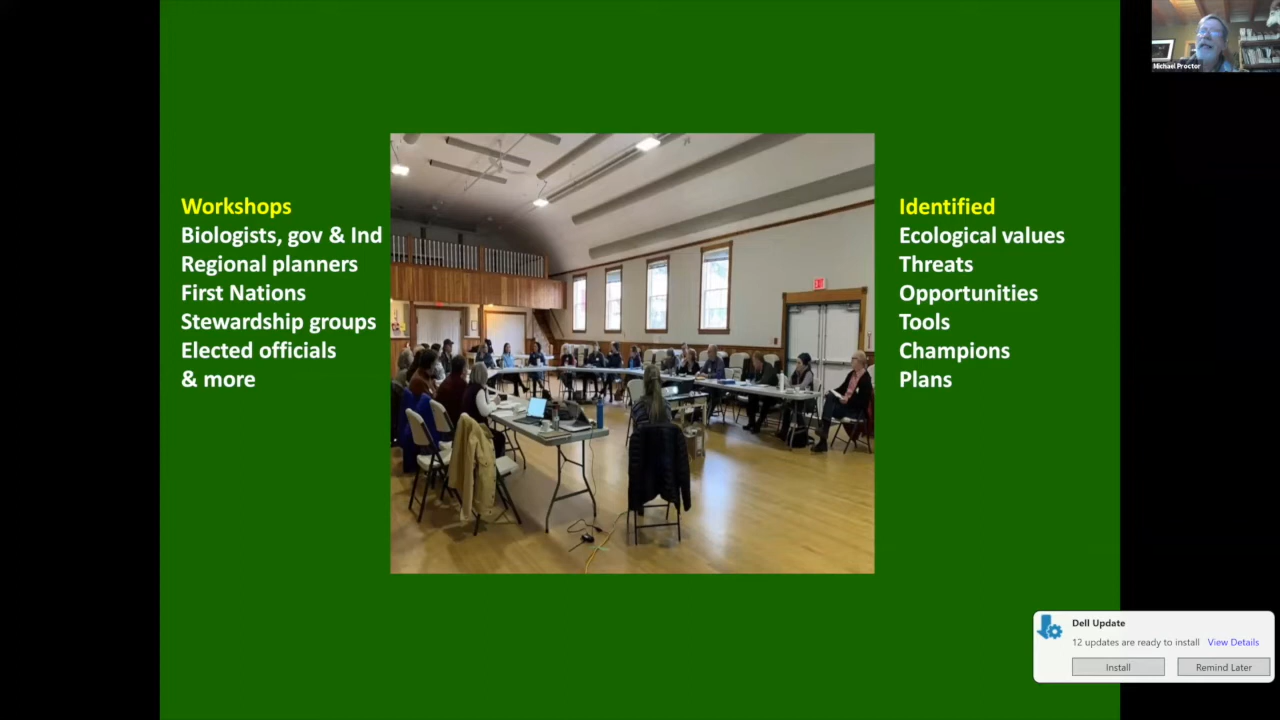 Michael Proctor
Workshops
Biologists, gov & Ind
Regional planners
First Nations
Stewardship groups
Elected officials
& more
EXIT
Identified
Ecological values
Threats
Opportunities
Tools
Champions
Plans
Dell Update
12 updates are ready to install View Details
Install
Remind Later